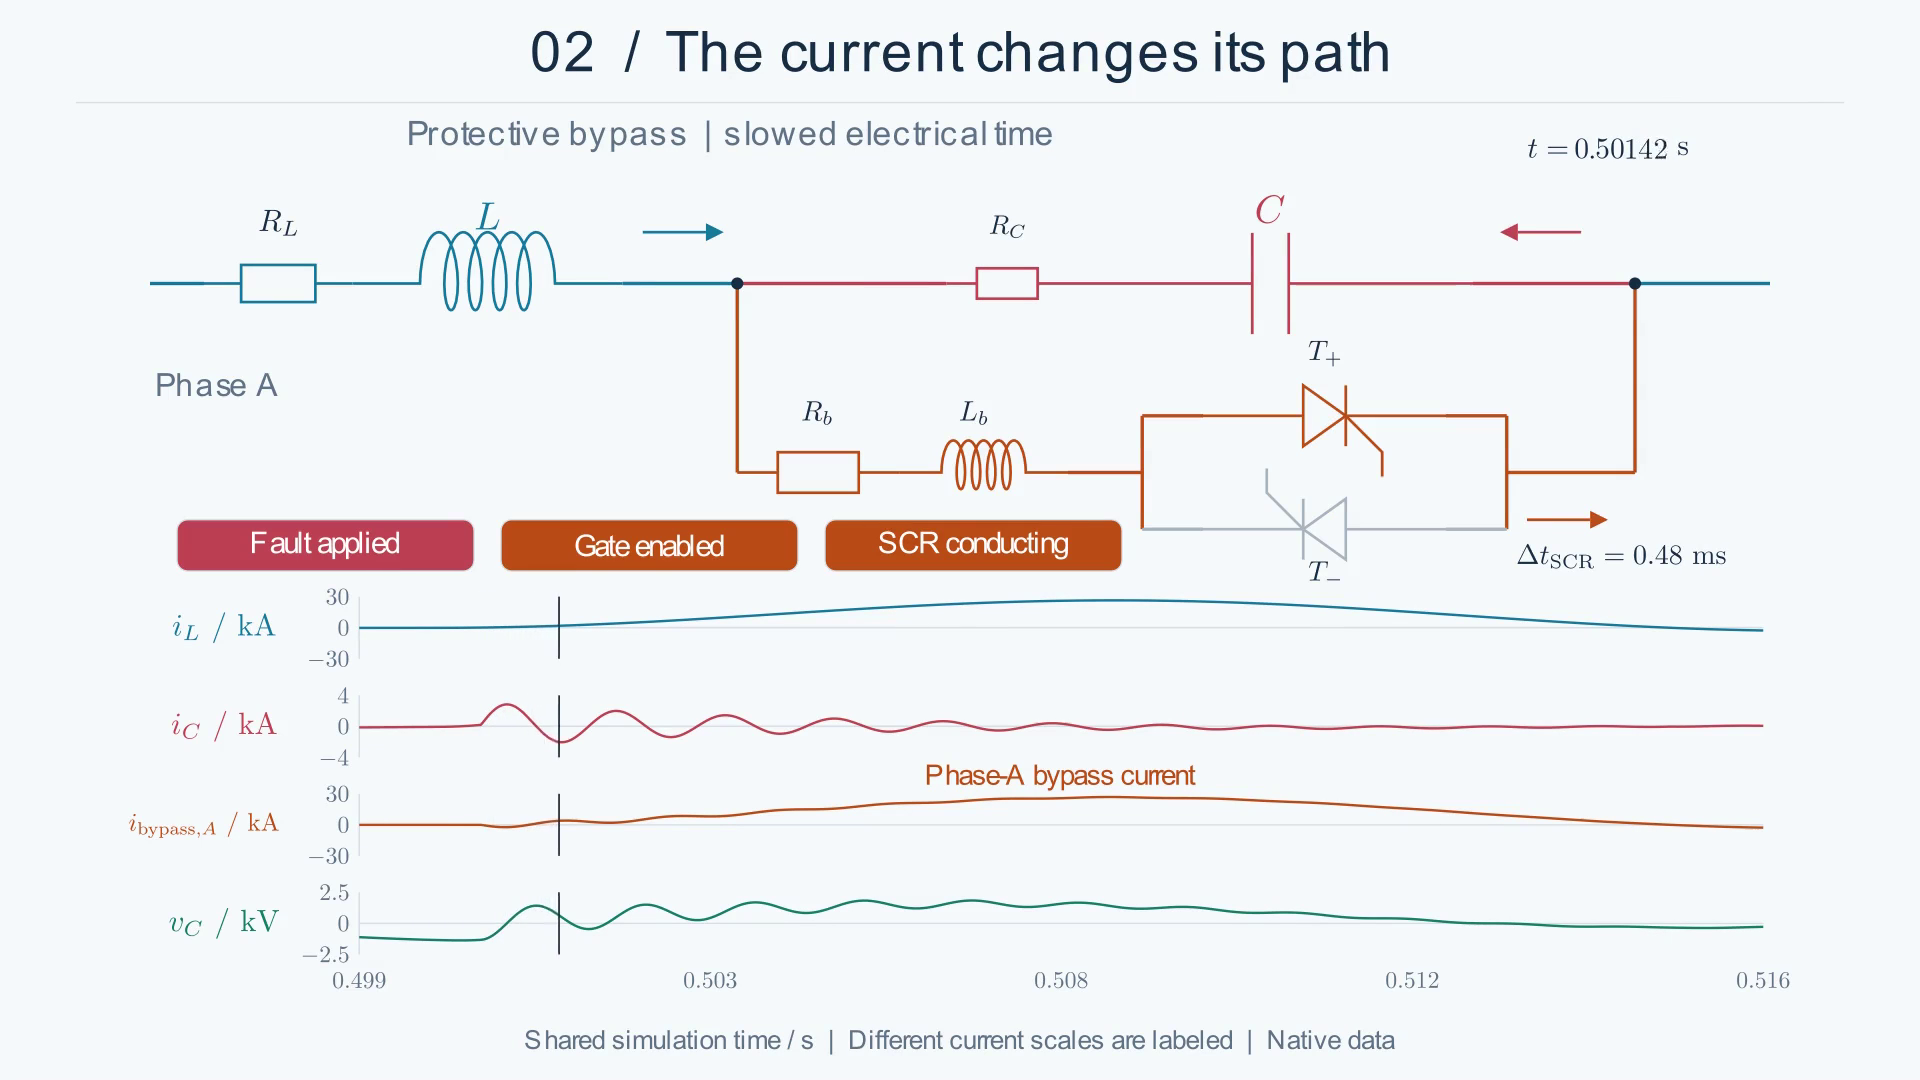 02 / The current changes its path
Protective bypass | slowed electrical time
t = 0.50142 s
R_L
L
R_C
C
T_+
Phase A
R_b
L_b
Fault applied
Gate enabled
SCR conducting
T_−
Δt_SCR = 0.48 ms
i_L / kA
30
0
−30
i_C / kA
4
0
−4
Phase-A bypass current
i_bypass,A / kA
30
0
−30
v_C / kV
2.5
0
−2.5
0.499 0.503 0.508 0.512 0.516
Shared simulation time / s | Different current scales are labeled | Native data